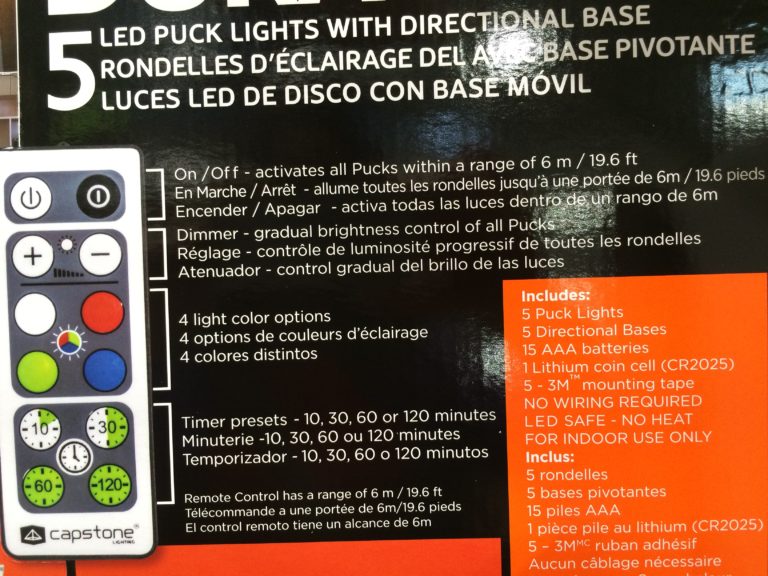 5 LED PUCK LIGHTS WITH DIRECTIONAL BASE
RONDELLES D'ÉCLAIRAGE DEL AVEC BASE PIVOTANTE
LUCES LED DE DISCO CON BASE MÓVIL
On /Off - activates all Pucks within a range of 6 m / 19.6 ft
En Marche / Arrêt - allume toutes les rondelles jusqu'à une portée de 6m / 19.6 pieds
Encender / Apagar - activa todas las luces dentro de un rango de 6m
Dimmer - gradual brightness control of all Pucks
Réglage - contrôle de luminosité progressif de toutes les rondelles
Atenuador - control gradual del brillo de las luces
4 light color options
4 options de couleurs d'éclairage
4 colores distintos
Timer presets - 10, 30, 60 or 120 minutes
Minuterie -10, 30, 60 ou 120 minutes
Temporizador - 10, 30, 60 o 120 minutos
Remote Control has a range of 6 m / 19.6 ft
Télécommande a une portée de 6m/19.6 pieds
El control remoto tiene un alcance de 6m
+ -
10 30
60 120
capstone®
LIGHTING
Includes:
5 Puck Lights
5 Directional Bases
15 AAA batteries
1 Lithium coin cell (CR2025)
5 - 3M™ mounting tape
NO WIRING REQUIRED
LED SAFE - NO HEAT
FOR INDOOR USE ONLY
Inclus:
5 rondelles
5 bases pivotantes
15 piles AAA
1 pièce pile au lithium (CR2025)
5 - 3MMC ruban adhésif
Aucun câblage nécessaire